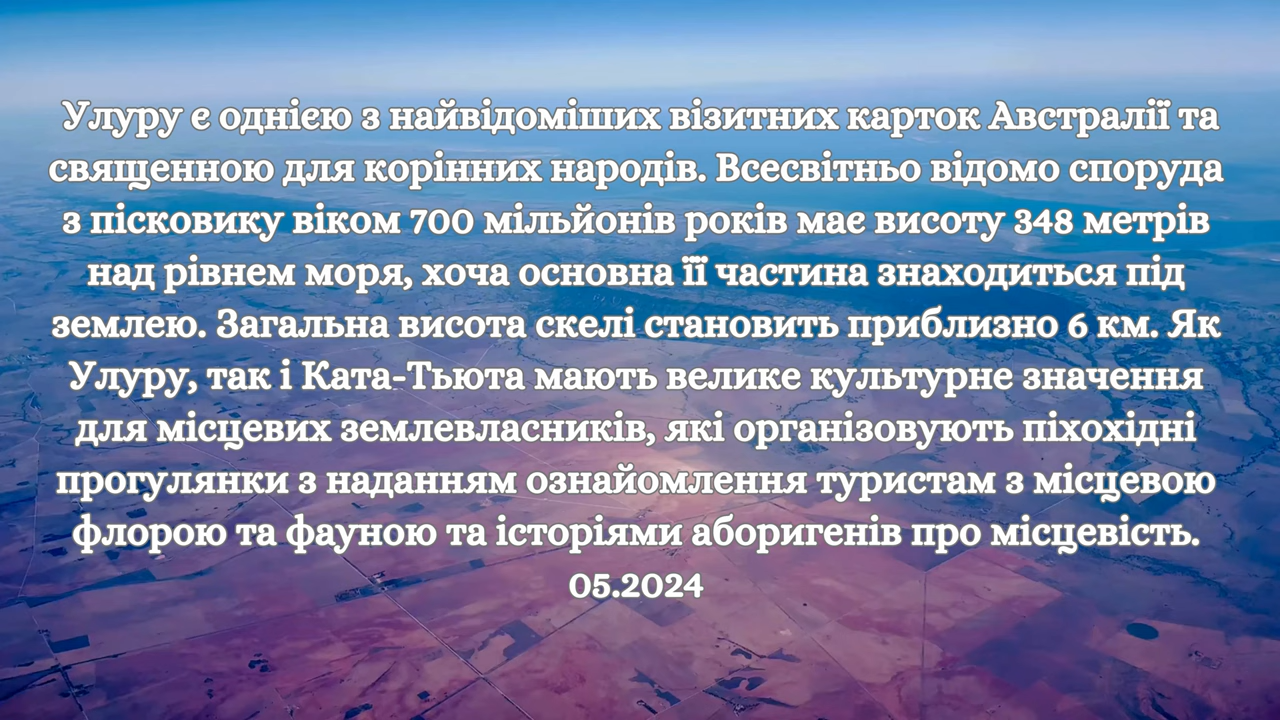 Улуру є однією з найвідоміших візитних карток Австралії та
священною для корінних народів. Всесвітньо відомо споруда
з пісковику віком 700 мільйонів років має висоту 348 метрів
над рівнем моря, хоча основна її частина знаходиться під
землею. Загальна висота скелі становить приблизно 6 км. Як
Улуру, так і Ката-Тьюта мають велике культурне значення
для місцевих землевласників, які організовують піхохідні
прогулянки з наданням ознайомлення туристам з місцевою
флорою та фауною та історіями аборигенів про місцевість.
05.2024